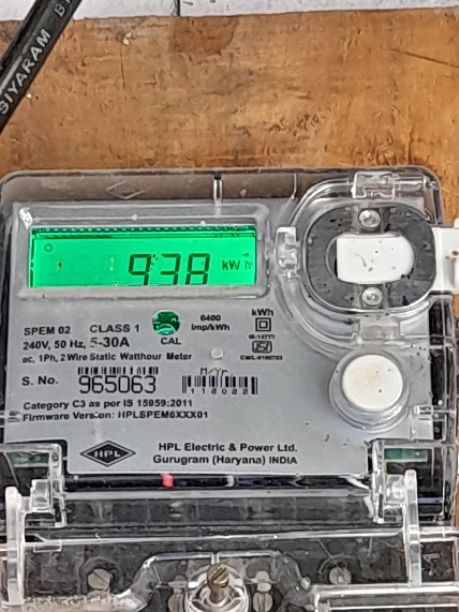 BIYARAM
938 kWh
SPEM 02 CLASS 1
240V, 50 Hz, 5-30A
ac, 1Ph, 2 Wire Static Watthour Meter
CAL
6400
imp/kWh
kWh
S. No. 965063
M/Yr.
Category C3 as per IS 15959:2011
Firmware Version: HPLSPEM6XXX01
HPL
HPL Electric & Power Ltd.
Gurugram (Haryana) INDIA